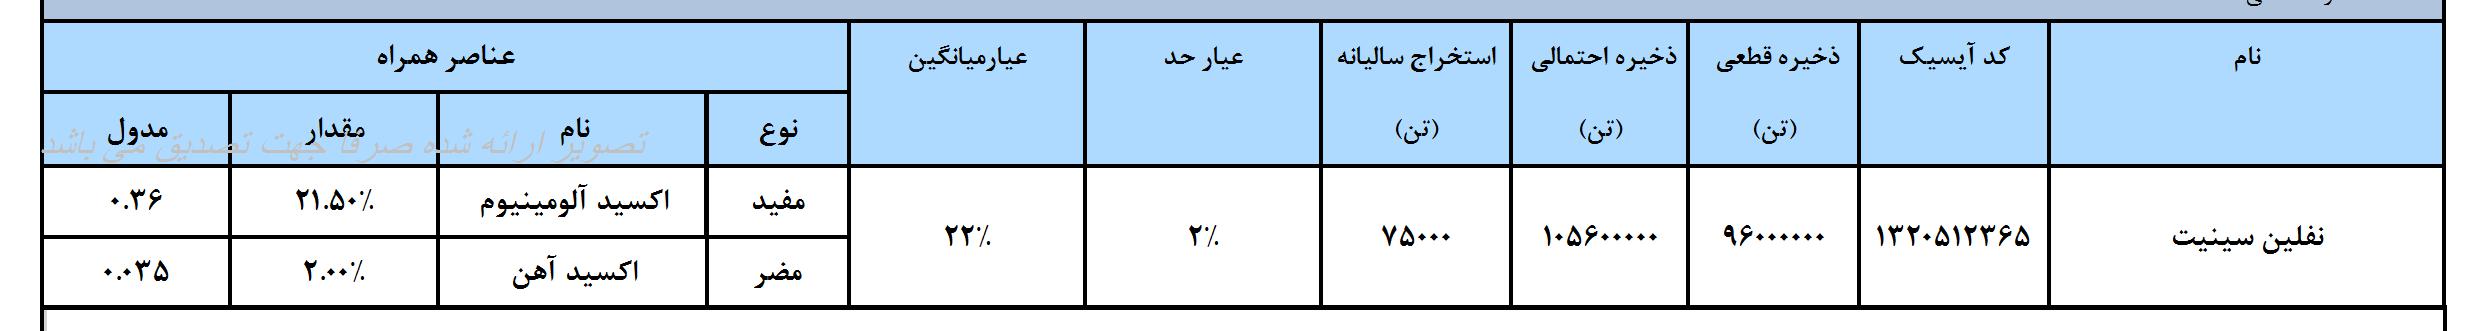 نام
کد آیسیک
ذخیره قطعی
(تن)
ذخیره احتمالی
(تن)
استخراج سالیانه
(تن)
عیار حد
عیارمیانگین
عناصر همراه
نوع
نام
مقدار
مدول
تصویر ارائه شده صرفا جهت تصدیق می باشد
نفلین سینیت
۱۳۲۰۵۱۲۳۶۵
۹۶۰۰۰۰۰۰
۱۰۵۶۰۰۰۰۰
۷۵۰۰۰
۲٪
۲۲٪
مفید
اکسید آلومینیوم
۲۱.۵۰٪
۰.۳۶
مضر
اکسید آهن
۲.۰۰٪
۰.۰۳۵